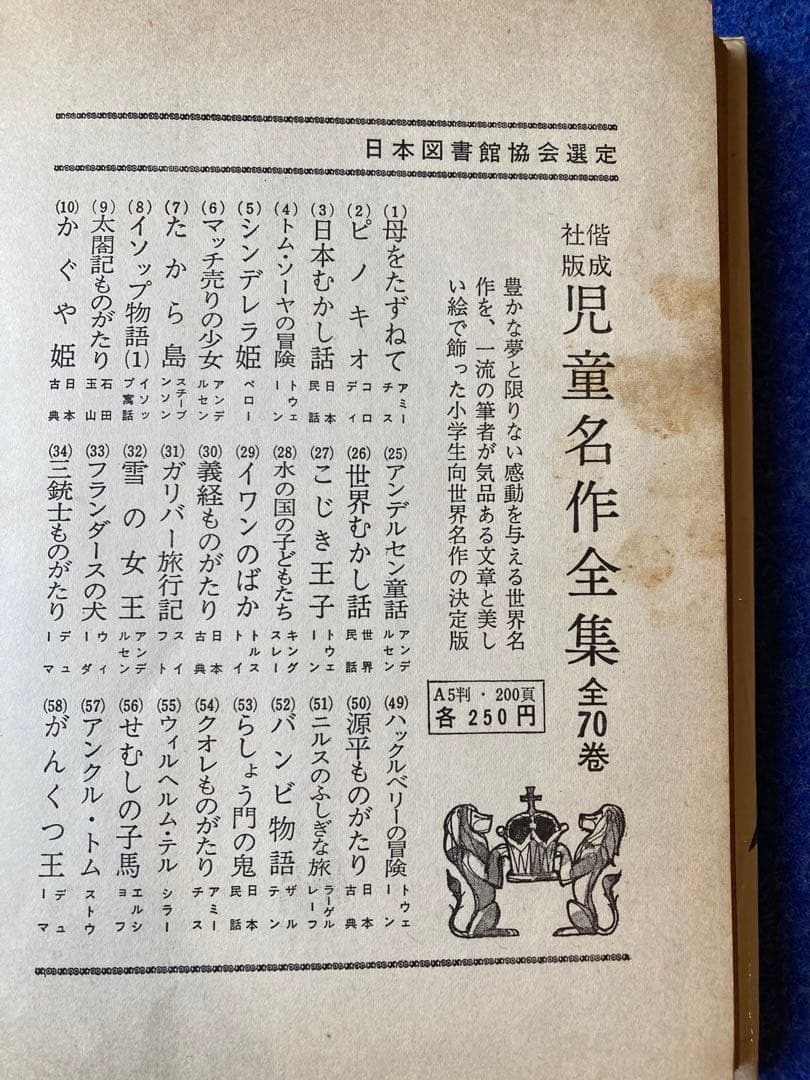 日本図書館協会選定
偕成社版 児童名作全集 全70巻
豊かな夢と限りない感動を与える世界名
作を、一流の筆者が気品ある文章と美し
い絵で飾った小学生向世界名作の決定版
A5判・200頁
各250円
(1) 母をたずねて アミーチス
(2) ピノキオ コロディ
(3) 日本むかし話 日本民話
(4) トム・ソーヤの冒険 トウェーン
(5) シンデレラ姫 ペロー
(6) マッチ売りの少女 アンデルセン
(7) たから島 スチーブンソン
(8) イソップ物語(1) イソップ寓話
(9) 太閤記ものがたり 石田玉山
(10) かぐや姫 日本古典
(25) アンデルセン童話 アンデルセン
(26) 世界むかし話 世界民話
(27) こじき王子 トウェーン
(28) 水の国の子どもたち キングスレー
(29) イワンのばか トルストイ
(30) 義経ものがたり 日本古典
(31) ガリバー旅行記 スイフト
(32) 雪の女王 アンデルセン
(33) フランダースの犬 ウィーダ
(34) 三銃士ものがたり デューマ
(49) ハックルベリーの冒険 トウェーン
(50) 源平ものがたり 日本古典
(51) ニルスのふしぎな旅 ラーゲルレーフ
(52) バンビ物語 ザルテン
(53) らしょう門の鬼 日本民話
(54) クオレものがたり アミーチス
(55) ウィルヘルム・テル シラー
(56) せむしの子馬 エルショフ
(57) アンクル・トム ストウ
(58) がんくつ王 デューマ